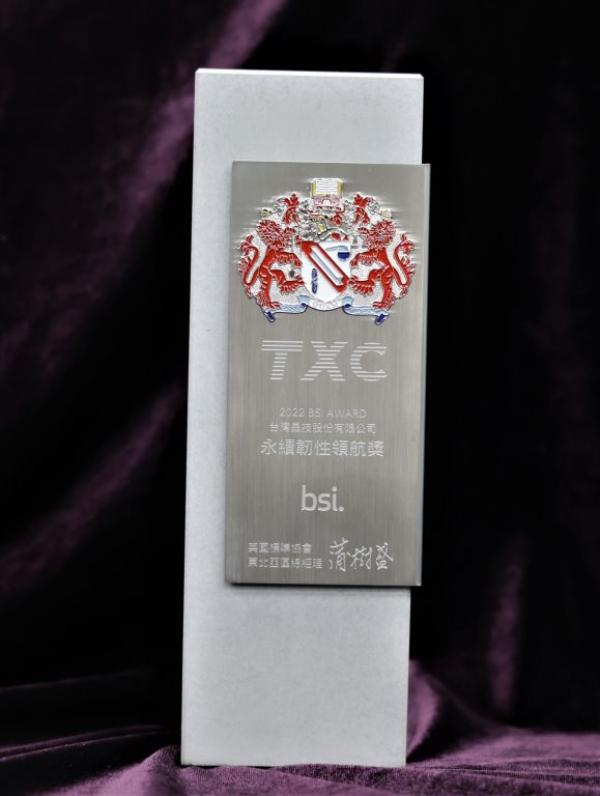 TXC
2022 BSI AWARD
台灣晶技股份有限公司
永續韌性領航獎
bsi.
英國標準協會
東北亞區總經理 蒲樹盛